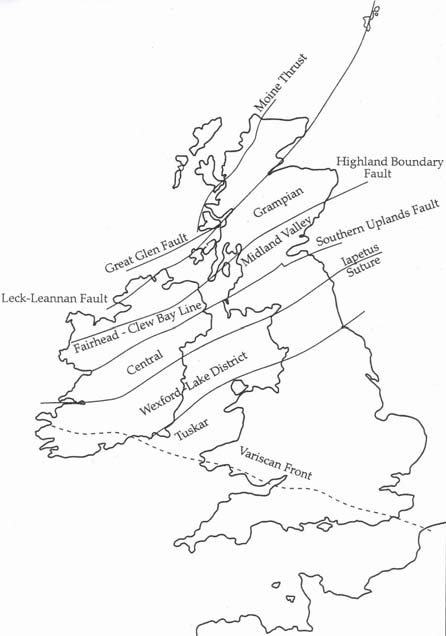 Moine Thrust
Highland Boundary
Fault
Grampian
Midland Valley
Southern Uplands Fault
Great Glen Fault
Iapetus
Suture
Leck-Leannan Fault
Fairhead - Clew Bay Line
Central
Wexford-Lake District
Tuskar
Variscan Front